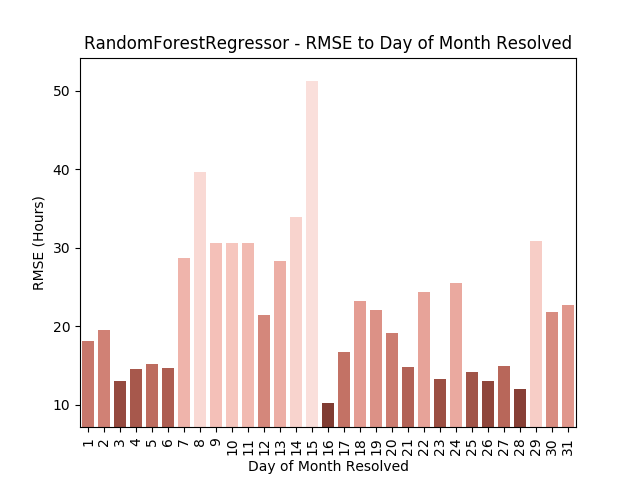 RandomForestRegressor - RMSE to Day of Month Resolved
50
40
30
20
10
RMSE (Hours)
1 2 3 4 5 6 7 8 9 10 11 12 13 14 15 16 17 18 19 20 21 22 23 24 25 26 27 28 29 30 31
Day of Month Resolved